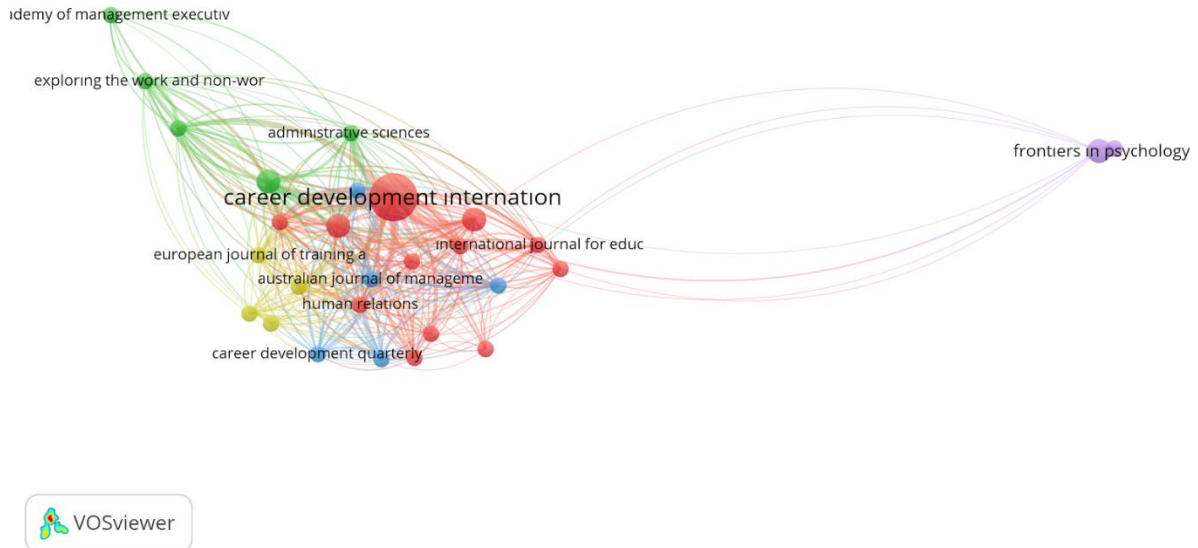 ademy of management executiv
exploring the work and non-wor
administrative sciences
frontiers in psychology
career development internation
international journal for educ
european journal of training a
australian journal of manageme
human relations
career development quarterly
VOSviewer